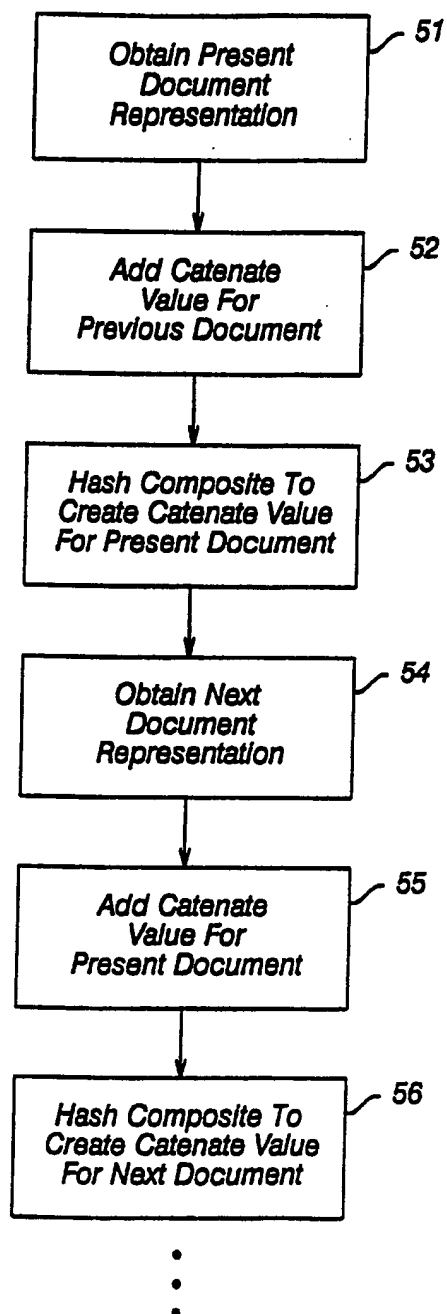 51
Obtain Present
Document
Representation
52
Add Catenate
Value For
Previous Document
53
Hash Composite To
Create Catenate Value
For Present Document
54
Obtain Next
Document
Representation
55
Add Catenate
Value For
Present Document
56
Hash Composite To
Create Catenate Value
For Next Document